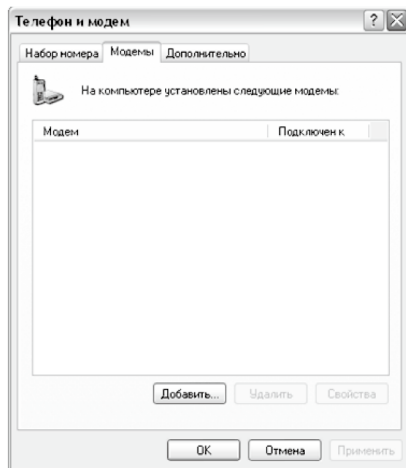 Телефон и модем
Набор номера Модемы Дополнительно
На компьютере установлены следующие модемы:
Модем Подключен к
Добавить... Удалить Свойства
OK Отмена Применить